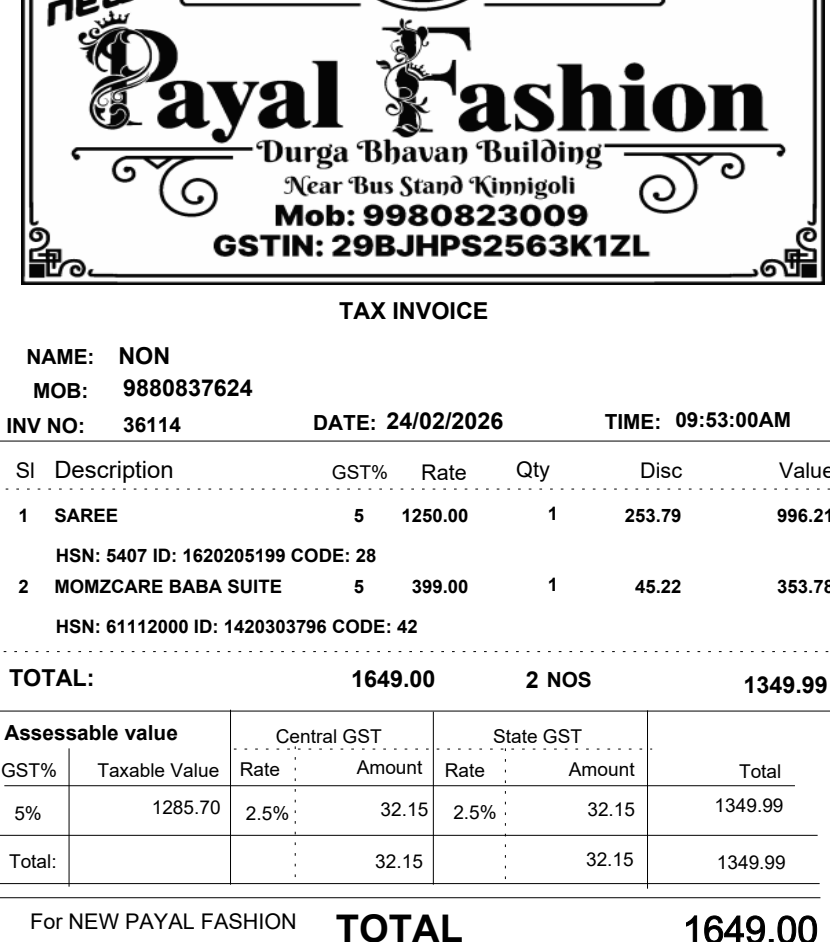 new
Payal Fashion
Durga Bhavan Building
Near Bus Stand Kinnigoli
Mob: 9980823009
GSTIN: 29BJHPS2563K1ZL
TAX INVOICE
NAME: NON
MOB: 9880837624
INV NO: 36114 DATE: 24/02/2026 TIME: 09:53:00AM
Sl Description GST% Rate Qty Disc Value
1 SAREE 5 1250.00 1 253.79 996.21
HSN: 5407 ID: 1620205199 CODE: 28
2 MOMZCARE BABA SUITE 5 399.00 1 45.22 353.78
HSN: 61112000 ID: 1420303796 CODE: 42
TOTAL: 1649.00 2 NOS 1349.99
Assessable value Central GST State GST
GST% Taxable Value Rate Amount Rate Amount Total
5% 1285.70 2.5% 32.15 2.5% 32.15 1349.99
Total: 32.15 32.15 1349.99
For NEW PAYAL FASHION TOTAL 1649.00